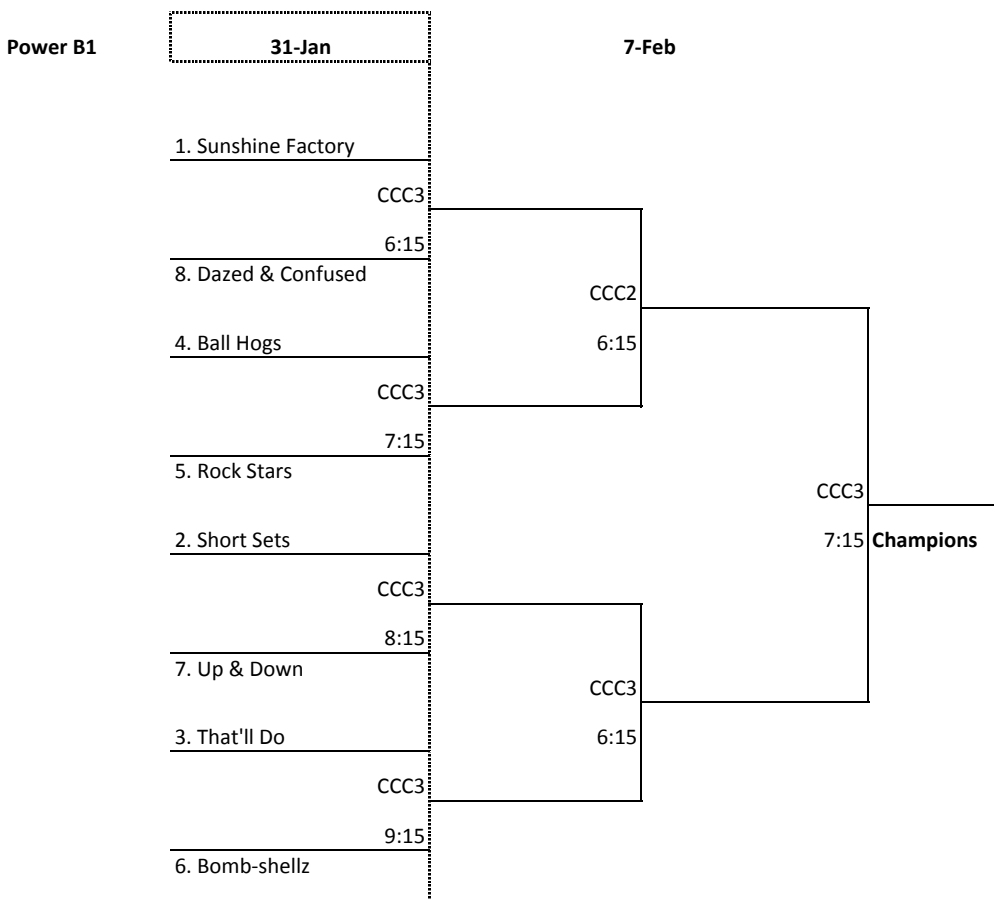 Power B1 31-Jan 7-Feb
1. Sunshine Factory
CCC3
6:15
8. Dazed & Confused
CCC2
4. Ball Hogs
6:15
CCC3
7:15
5. Rock Stars
CCC3
2. Short Sets
7:15 Champions
CCC3
8:15
7. Up & Down
CCC3
3. That'll Do
6:15
CCC3
9:15
6. Bomb-shellz